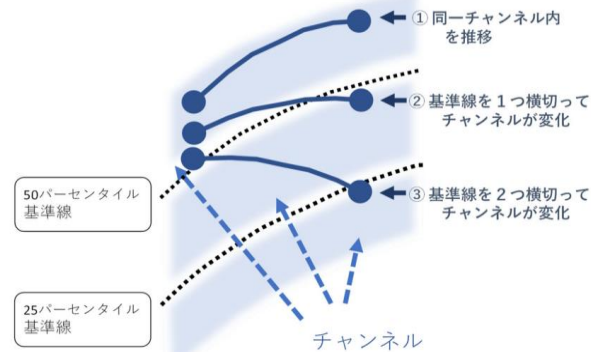 ① 同一チャンネル内
を推移
② 基準線を１つ横切って
チャンネルが変化
50パーセンタイル
基準線
③ 基準線を２つ横切って
チャンネルが変化
25パーセンタイル
基準線
チャンネル